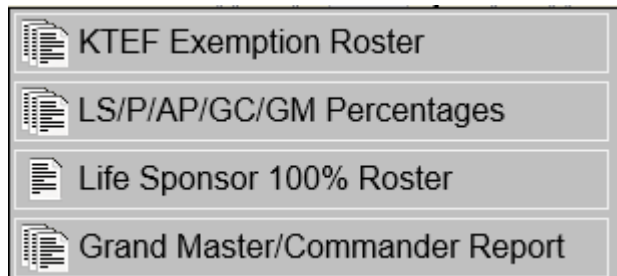 KTEF Exemption Roster
LS/P/AP/GC/GM Percentages
Life Sponsor 100% Roster
Grand Master/Commander Report